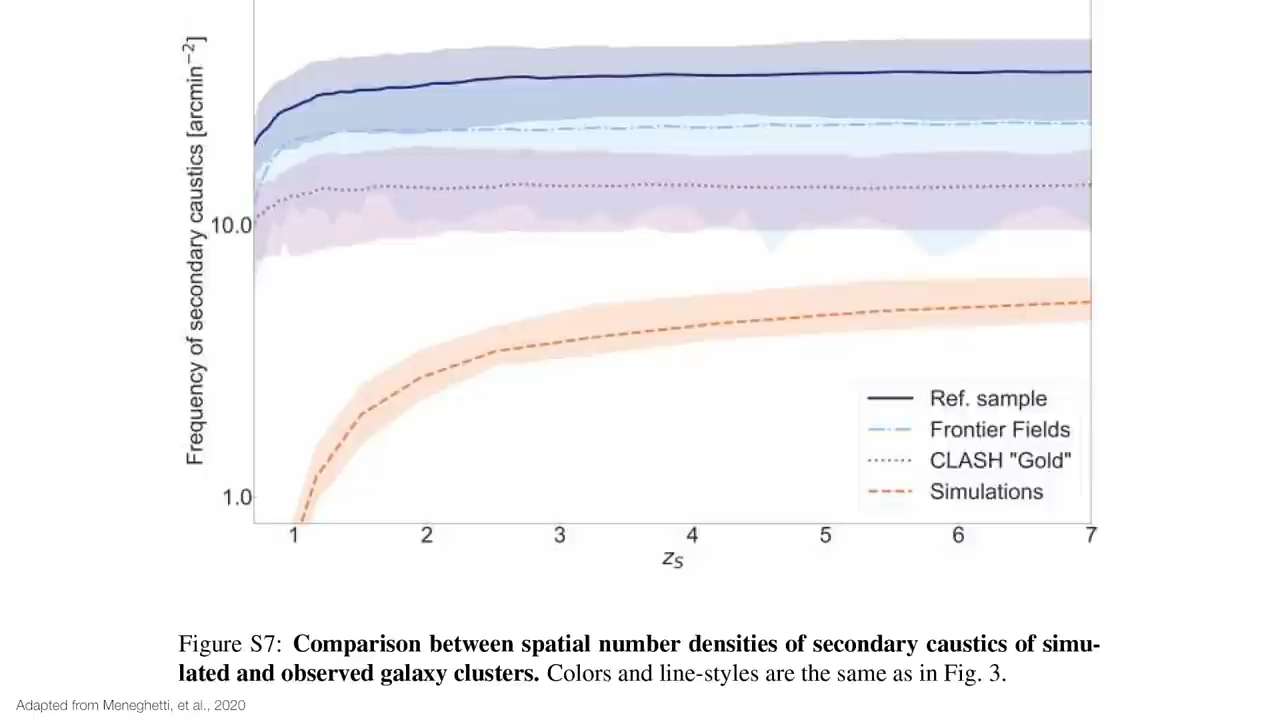 Frequency of secondary caustics [arcmin⁻²]
10.0
1.0
Ref. sample
Frontier Fields
CLASH "Gold"
Simulations
1 2 3 4 5 6 7
z_S
Figure S7: Comparison between spatial number densities of secondary caustics of simu-
lated and observed galaxy clusters. Colors and line-styles are the same as in Fig. 3.
Adapted from Meneghetti, et al., 2020